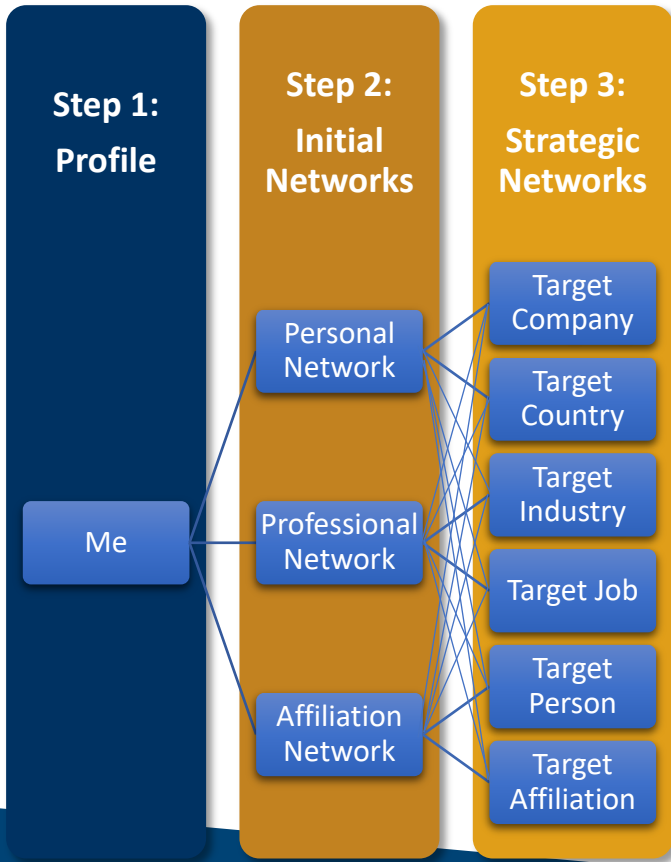 Step 1:
Profile
Me
Step 2:
Initial
Networks
Personal
Network
Professional
Network
Affiliation
Network
Step 3:
Strategic
Networks
Target
Company
Target
Country
Target
Industry
Target Job
Target
Person
Target
Affiliation